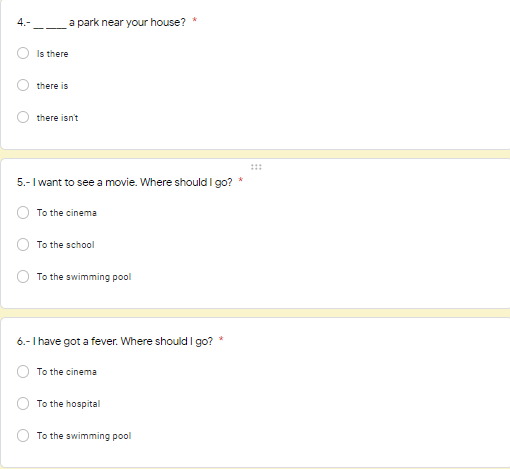 4.- __ ___ a park near your house? *
Is there
there is
there isn't
5.- I want to see a movie. Where should I go? *
To the cinema
To the school
To the swimming pool
6.- I have got a fever. Where should I go? *
To the cinema
To the hospital
To the swimming pool